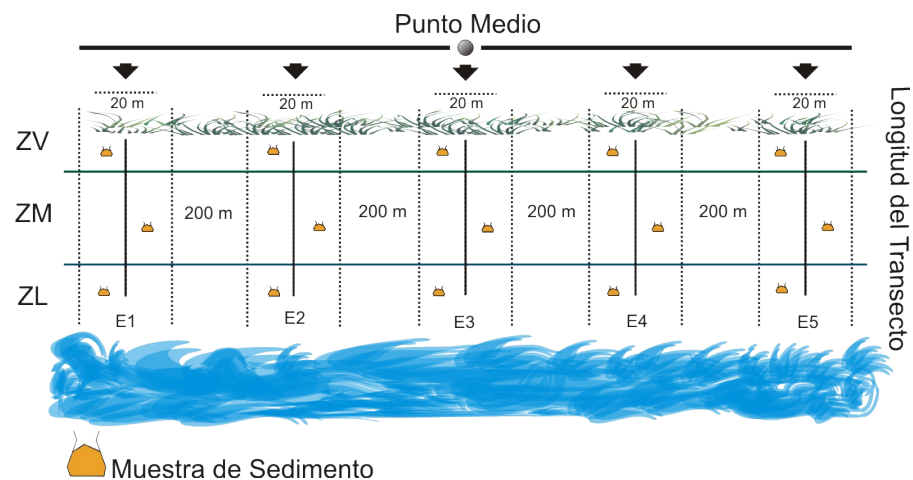 Punto Medio
20 m
20 m
20 m
20 m
20 m
ZV
ZM
200 m
200 m
200 m
200 m
ZL
E1
E2
E3
E4
E5
Longitud del Transecto
Muestra de Sedimento